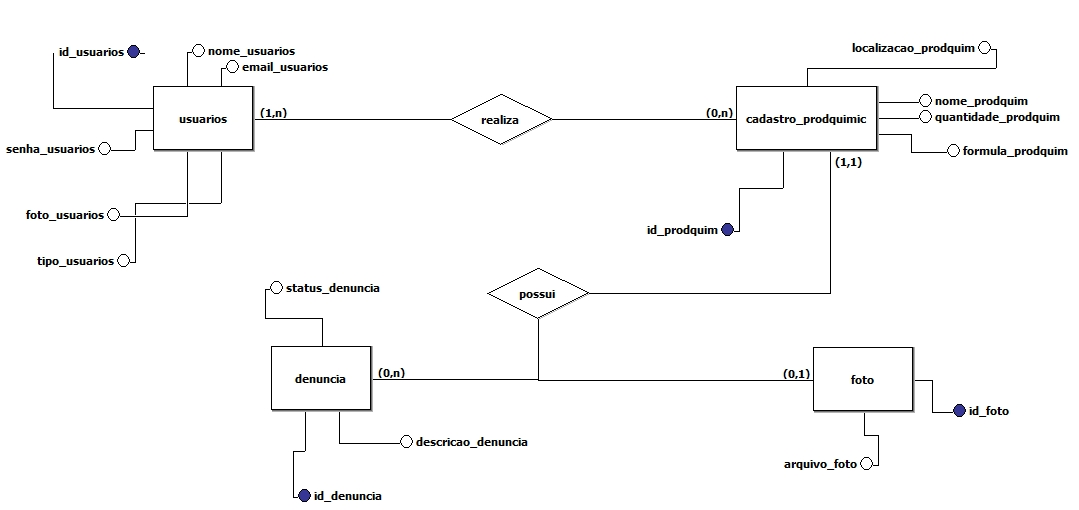 localizacao_prodquim
id_usuarios
nome_usuarios
email_usuarios
nome_prodquim
(1,n)
(0,n)
usuarios
realiza
cadastro_prodquimic
quantidade_prodquim
senha_usuarios
formula_prodquim
(1,1)
foto_usuarios
id_prodquim
tipo_usuarios
status_denuncia
possui
(0,n)
(0,1)
denuncia
foto
id_foto
descricao_denuncia
arquivo_foto
id_denuncia